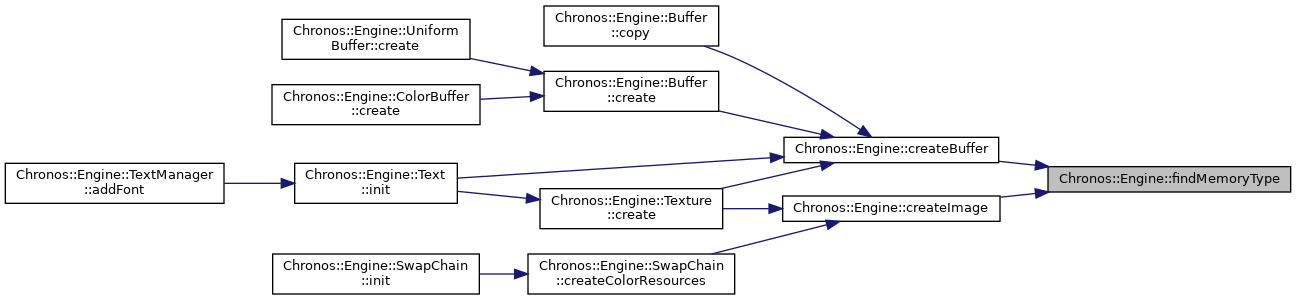 Chronos::Engine::Buffer
::copy
Chronos::Engine::Uniform
Buffer::create
Chronos::Engine::Buffer
::create
Chronos::Engine::ColorBuffer
::create
Chronos::Engine::createBuffer
Chronos::Engine::findMemoryType
Chronos::Engine::TextManager
::addFont
Chronos::Engine::Text
::init
Chronos::Engine::Texture
::create
Chronos::Engine::createImage
Chronos::Engine::SwapChain
::init
Chronos::Engine::SwapChain
::createColorResources